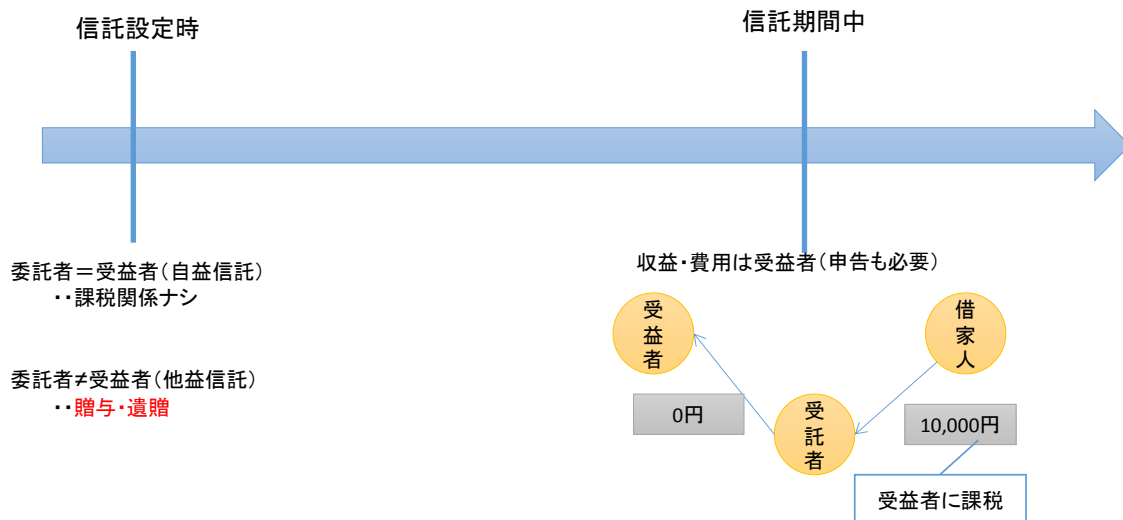 信託設定時
信託期間中
委託者＝受益者（自益信託）
・・課税関係ナシ
委託者≠受益者（他益信託）
・・贈与・遺贈
収益・費用は受益者（申告も必要）
受益者
借家人
0円
受託者
10,000円
受益者に課税